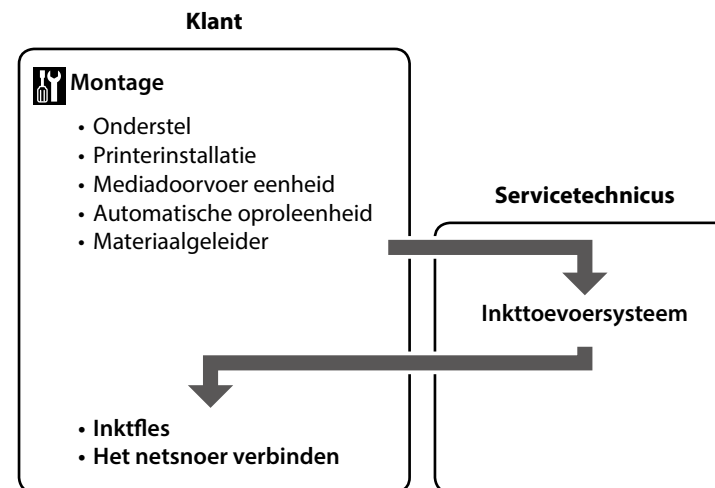 Klant
Montage
• Onderstel
• Printerinstallatie
• Mediadoorvoer eenheid
• Automatische oproleenheid
• Materiaalgeleider
Servicetechnicus
Inkttoevoersysteem
• Inktfles
• Het netsnoer verbinden